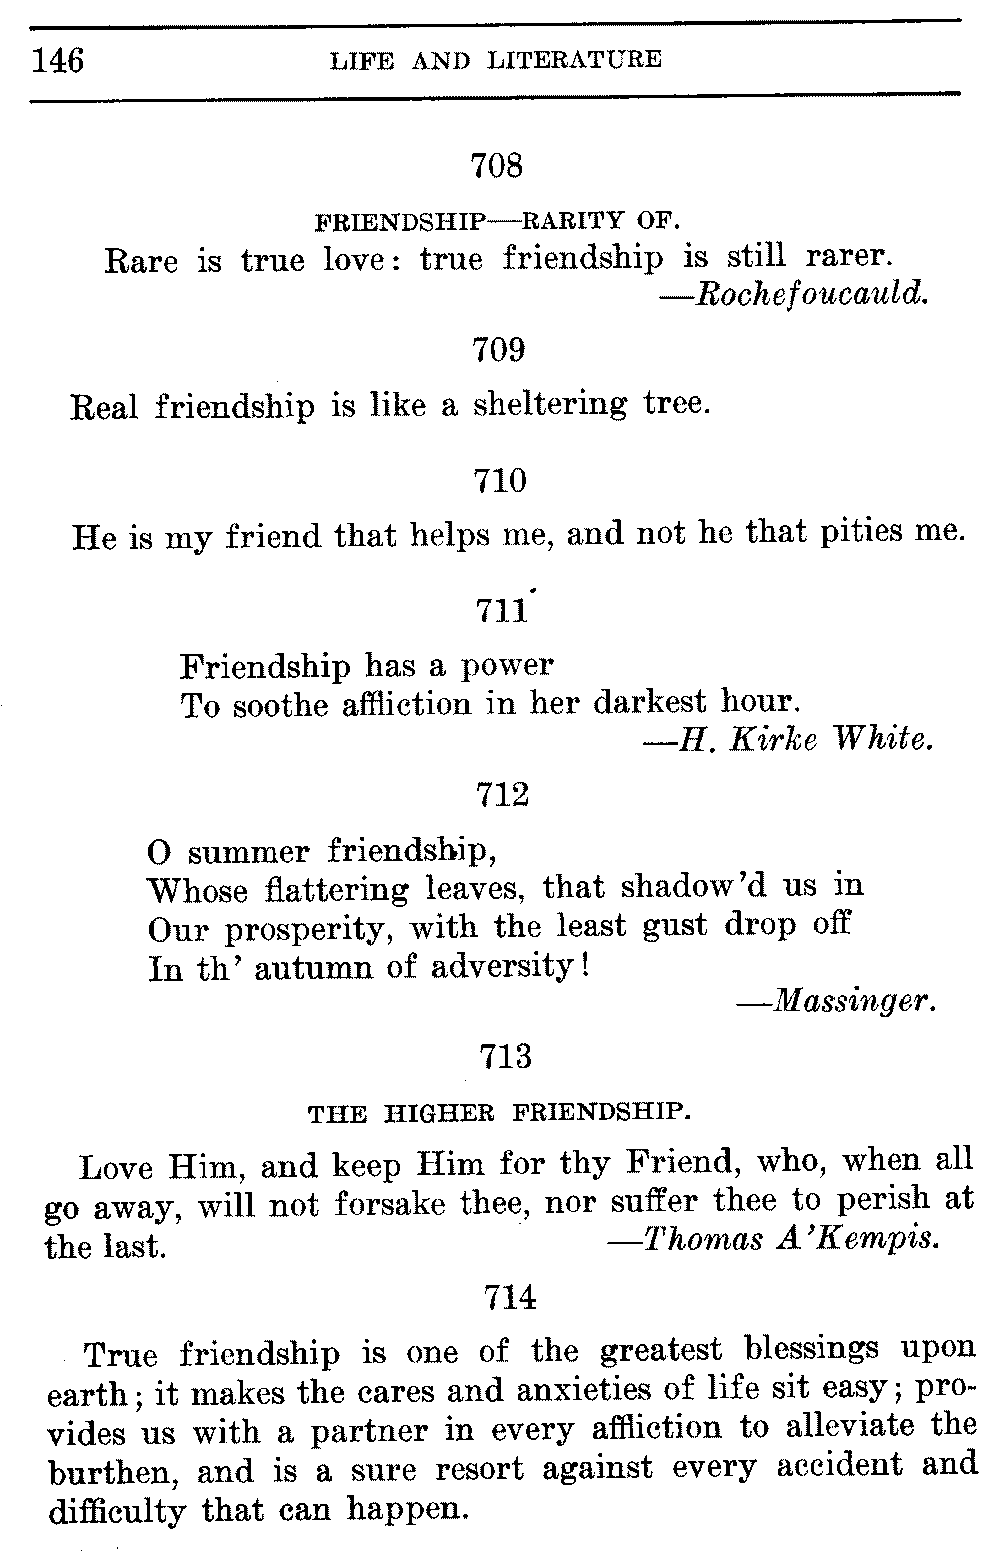 146 LIFE AND LITERATURE
708
FRIENDSHIP—RARITY OF.
Rare is true love: true friendship is still rarer.
—Rochefoucauld.
709
Real friendship is like a sheltering tree.
710
He is my friend that helps me, and not he that pities me.
711
Friendship has a power
To soothe affliction in her darkest hour.
—H. Kirke White.
712
O summer friendship,
Whose flattering leaves, that shadow'd us in
Our prosperity, with the least gust drop off
In th' autumn of adversity!
—Massinger.
713
THE HIGHER FRIENDSHIP.
Love Him, and keep Him for thy Friend, who, when all
go away, will not forsake thee, nor suffer thee to perish at
the last. —Thomas A'Kempis.
714
True friendship is one of the greatest blessings upon
earth; it makes the cares and anxieties of life sit easy; pro-
vides us with a partner in every affliction to alleviate the
burthen, and is a sure resort against every accident and
difficulty that can happen.